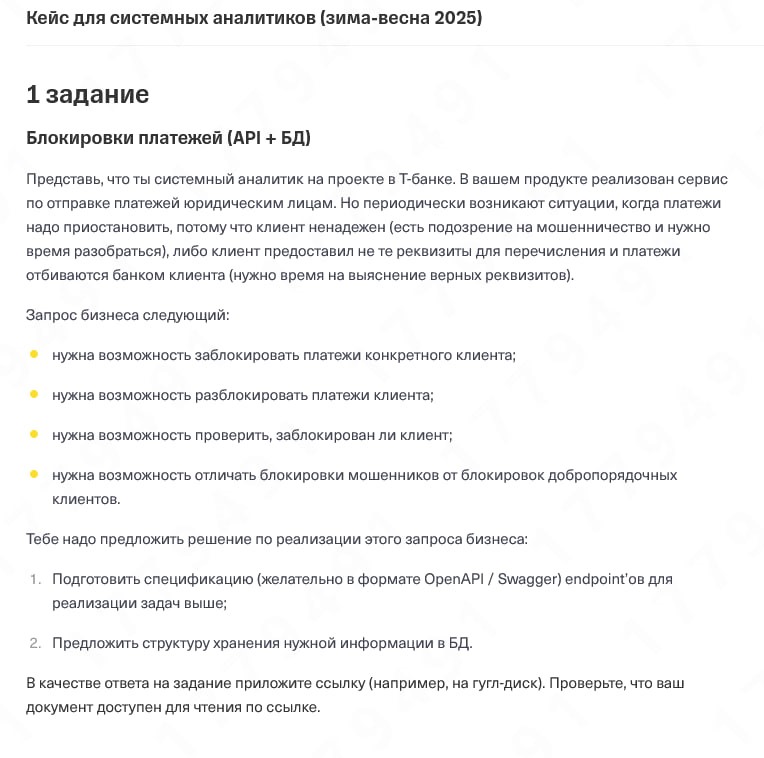 Кейс для системных аналитиков (зима-весна 2025)
1 задание
Блокировки платежей (API + БД)
Представь, что ты системный аналитик на проекте в Т-банке. В вашем продукте реализован сервис
по отправке платежей юридическим лицам. Но периодически возникают ситуации, когда платежи
надо приостановить, потому что клиент ненадежен (есть подозрение на мошенничество и нужно
время разобраться), либо клиент предоставил не те реквизиты для перечисления и платежи
отбиваются банком клиента (нужно время на выяснение верных реквизитов).
Запрос бизнеса следующий:
нужна возможность заблокировать платежи конкретного клиента;
нужна возможность разблокировать платежи клиента;
нужна возможность проверить, заблокирован ли клиент;
нужна возможность отличать блокировки мошенников от блокировок добропорядочных
клиентов.
Тебе надо предложить решение по реализации этого запроса бизнеса:
1. Подготовить спецификацию (желательно в формате OpenAPI / Swagger) endpoint'ов для
реализации задач выше;
2. Предложить структуру хранения нужной информации в БД.
В качестве ответа на задание приложите ссылку (например, на гугл-диск). Проверьте, что ваш
документ доступен для чтения по ссылке.